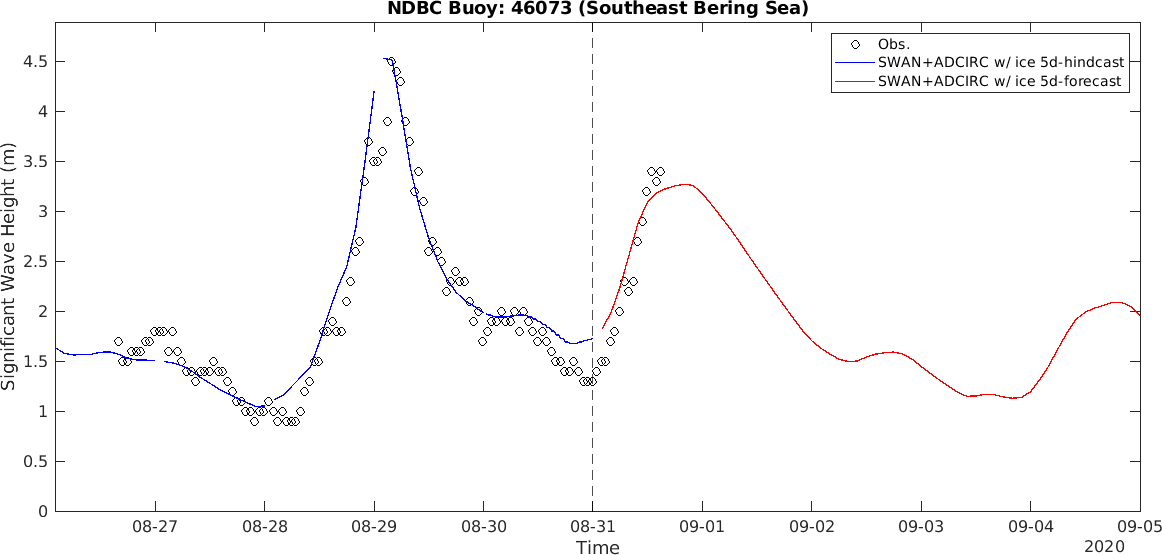 NDBC Buoy: 46073 (Southeast Bering Sea)
Obs.
SWAN+ADCIRC w/ ice 5d-hindcast
SWAN+ADCIRC w/ ice 5d-forecast
Significant Wave Height (m)
4.5
4
3.5
3
2.5
2
1.5
1
0.5
0
08-27 08-28 08-29 08-30 08-31 09-01 09-02 09-03 09-04 09-05
Time
2020